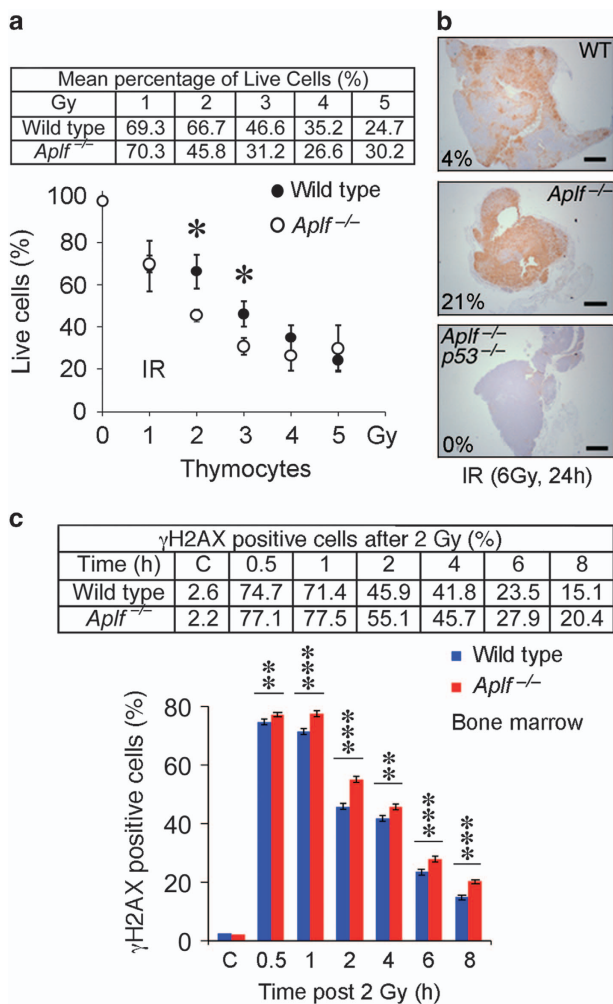 a
Mean percentage of Live Cells (%)
Gy 1 2 3 4 5
Wild type 69.3 66.7 46.6 35.2 24.7
Aplf⁻/⁻ 70.3 45.8 31.2 26.6 30.2
Live cells (%)
100
80
60
40
20
0
● Wild type
○ Aplf⁻/⁻
* *
IR
0 1 2 3 4 5 Gy
Thymocytes
b
WT
4%
Aplf⁻/⁻
21%
Aplf⁻/⁻
p53⁻/⁻
0%
IR (6Gy, 24h)
c
γH2AX positive cells after 2 Gy (%)
Time (h) C 0.5 1 2 4 6 8
Wild type 2.6 74.7 71.4 45.9 41.8 23.5 15.1
Aplf⁻/⁻ 2.2 77.1 77.5 55.1 45.7 27.9 20.4
γH2AX positive cells (%)
80
60
40
20
0
Wild type
Aplf⁻/⁻
Bone marrow
** *** *** ** *** ***
C 0.5 1 2 4 6 8
Time post 2 Gy (h)